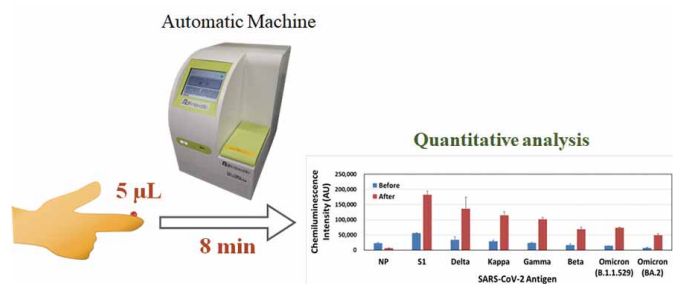 Automatic Machine
5 µL
8 min
Quantitative analysis
Chemiluminescence
Intensity (AU)
250,000
200,000
150,000
100,000
50,000
0
Before
After
NP S1 Delta Kappa Gamma Beta Omicron Omicron
(B.1.1.529) (BA.2)
SARS-CoV-2 Antigen